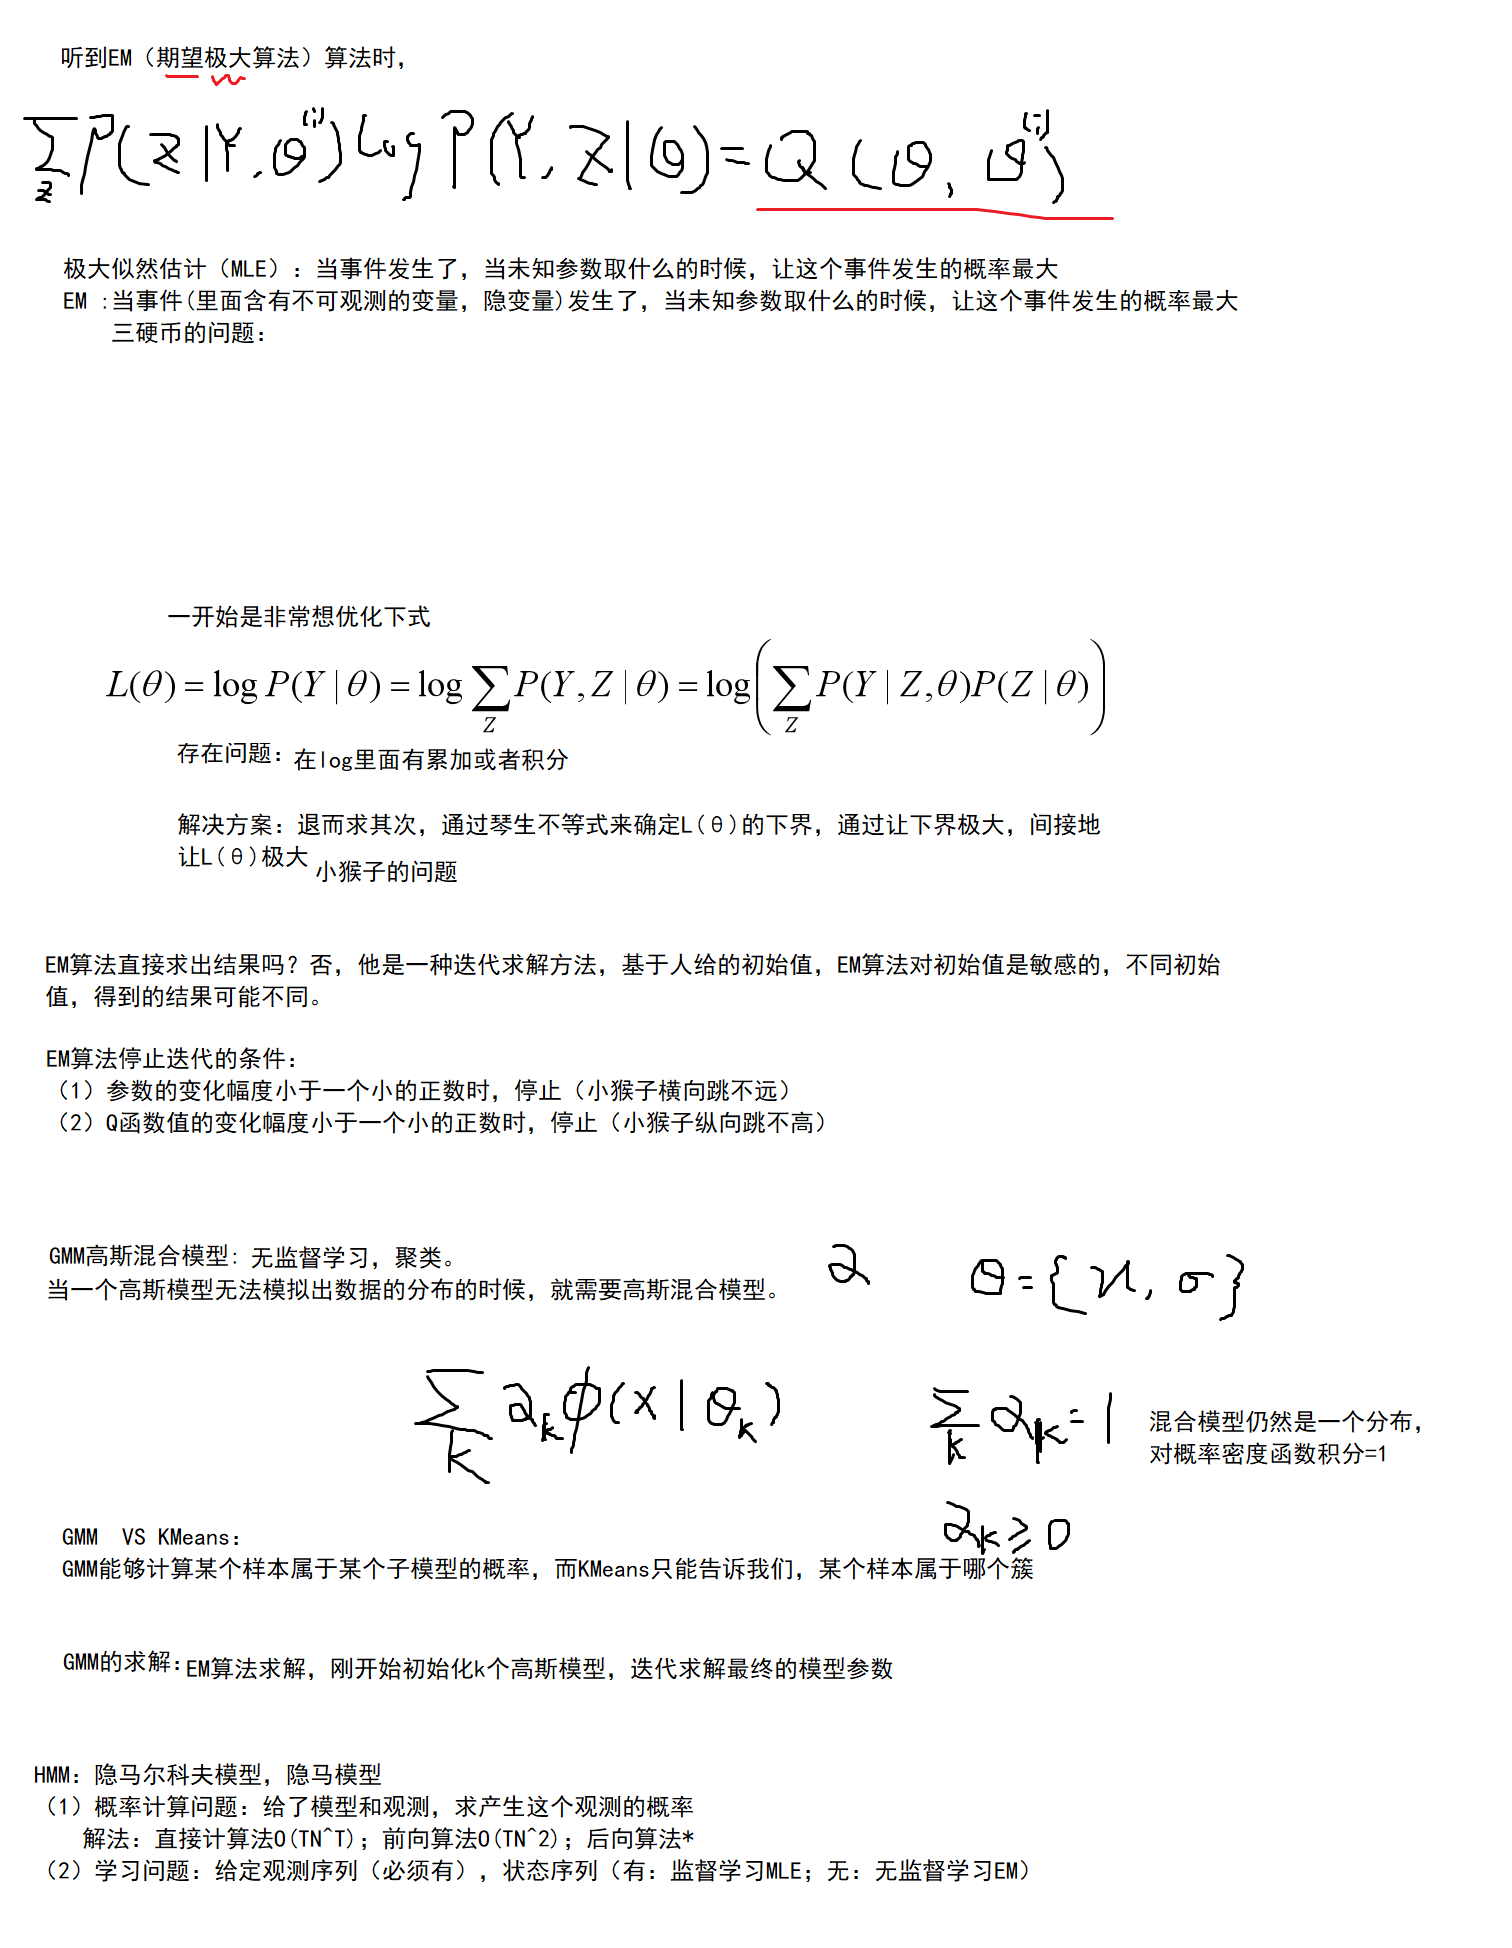 听到EM（期望极大算法）算法时，
∑_Z P(Z|Y,θ^(i)) log P(Y,Z|θ)=Q(θ,θ^(i))
极大似然估计（MLE）：当事件发生了，当未知参数取什么的时候，让这个事件发生的概率最大
EM :当事件(里面含有不可观测的变量，隐变量)发生了，当未知参数取什么的时候，让这个事件发生的概率最大
三硬币的问题：
一开始是非常想优化下式
L(θ) = log P(Y | θ) = log ∑_Z P(Y, Z | θ) = log( ∑_Z P(Y | Z, θ)P(Z | θ) )
存在问题：在log里面有累加或者积分
解决方案：退而求其次，通过琴生不等式来确定L(θ)的下界，通过让下界极大，间接地
让L(θ)极大 小猴子的问题
EM算法直接求出结果吗？否，他是一种迭代求解方法，基于人给的初始值，EM算法对初始值是敏感的，不同初始
值，得到的结果可能不同。
EM算法停止迭代的条件：
（1）参数的变化幅度小于一个小的正数时，停止（小猴子横向跳不远）
（2）Q函数值的变化幅度小于一个小的正数时，停止（小猴子纵向跳不高）
GMM高斯混合模型：无监督学习，聚类。
当一个高斯模型无法模拟出数据的分布的时候，就需要高斯混合模型。
α θ={μ, σ}
∑_k α_k φ(x|θ_k) ∑_k α_k=1
混合模型仍然是一个分布，
对概率密度函数积分=1
α_k≥0
GMM  VS KMeans：
GMM能够计算某个样本属于某个子模型的概率，而KMeans只能告诉我们，某个样本属于哪个簇
GMM的求解：EM算法求解，刚开始初始化k个高斯模型，迭代求解最终的模型参数
HMM：隐马尔科夫模型，隐马模型
（1）概率计算问题：给了模型和观测，求产生这个观测的概率
解法：直接计算法O(TN^T)；前向算法O(TN^2)；后向算法*
（2）学习问题：给定观测序列（必须有），状态序列（有：监督学习MLE；无：无监督学习EM）